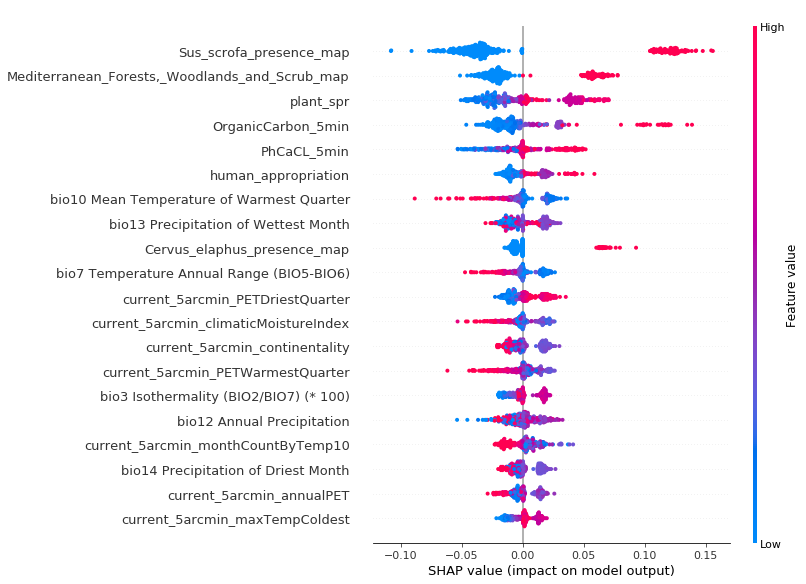 High
Sus_scrofa_presence_map
Mediterranean_Forests,_Woodlands_and_Scrub_map
plant_spr
OrganicCarbon_5min
PhCaCL_5min
human_appropriation
bio10 Mean Temperature of Warmest Quarter
bio13 Precipitation of Wettest Month
Cervus_elaphus_presence_map
bio7 Temperature Annual Range (BIO5-BIO6)
current_5arcmin_PETDriestQuarter
current_5arcmin_climaticMoistureIndex
current_5arcmin_continentality
current_5arcmin_PETWarmestQuarter
bio3 Isothermality (BIO2/BIO7) (* 100)
bio12 Annual Precipitation
current_5arcmin_monthCountByTemp10
bio14 Precipitation of Driest Month
current_5arcmin_annualPET
current_5arcmin_maxTempColdest
Feature value
Low
−0.10 −0.05 0.00 0.05 0.10 0.15
SHAP value (impact on model output)